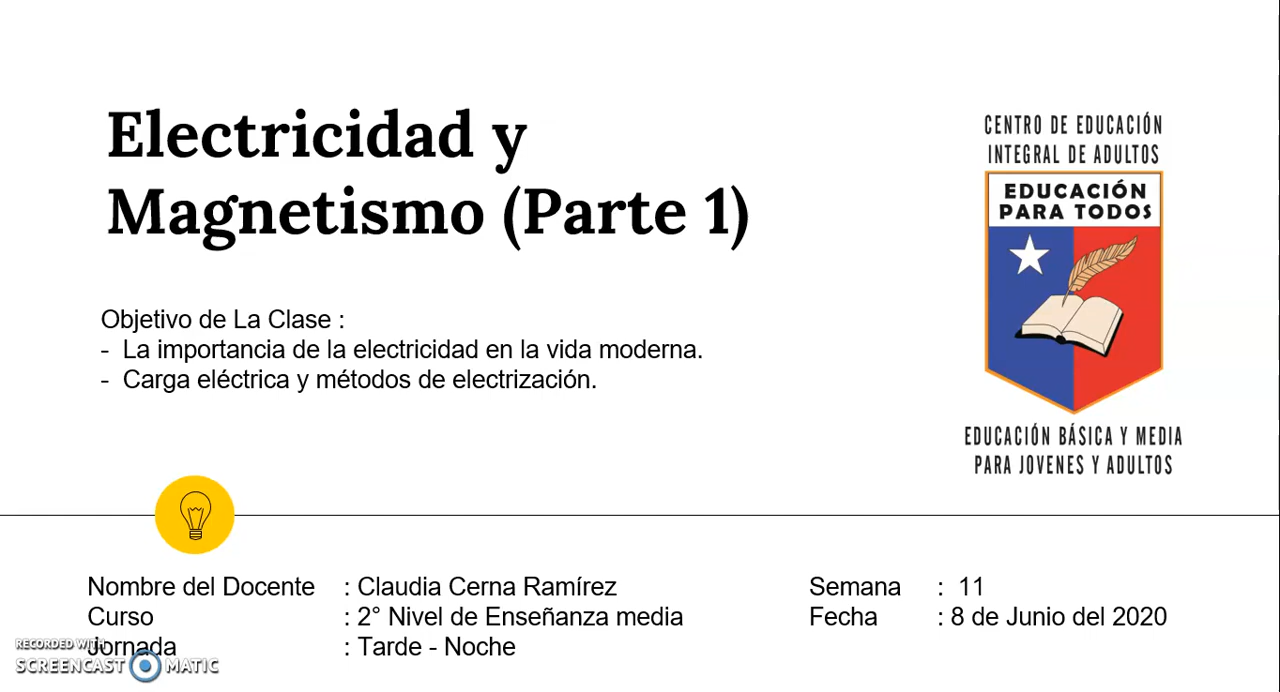 Electricidad y
Magnetismo (Parte 1)
CENTRO DE EDUCACIÓN
INTEGRAL DE ADULTOS
EDUCACIÓN
PARA TODOS
Objetivo de La Clase :
- La importancia de la electricidad en la vida moderna.
- Carga eléctrica y métodos de electrización.
EDUCACIÓN BÁSICA Y MEDIA
PARA JOVENES Y ADULTOS
Nombre del Docente : Claudia Cerna Ramírez
Curso : 2° Nivel de Enseñanza media
Jornada : Tarde - Noche
Semana : 11
Fecha : 8 de Junio del 2020
RECORDED WITH
SCREENCAST MATIC